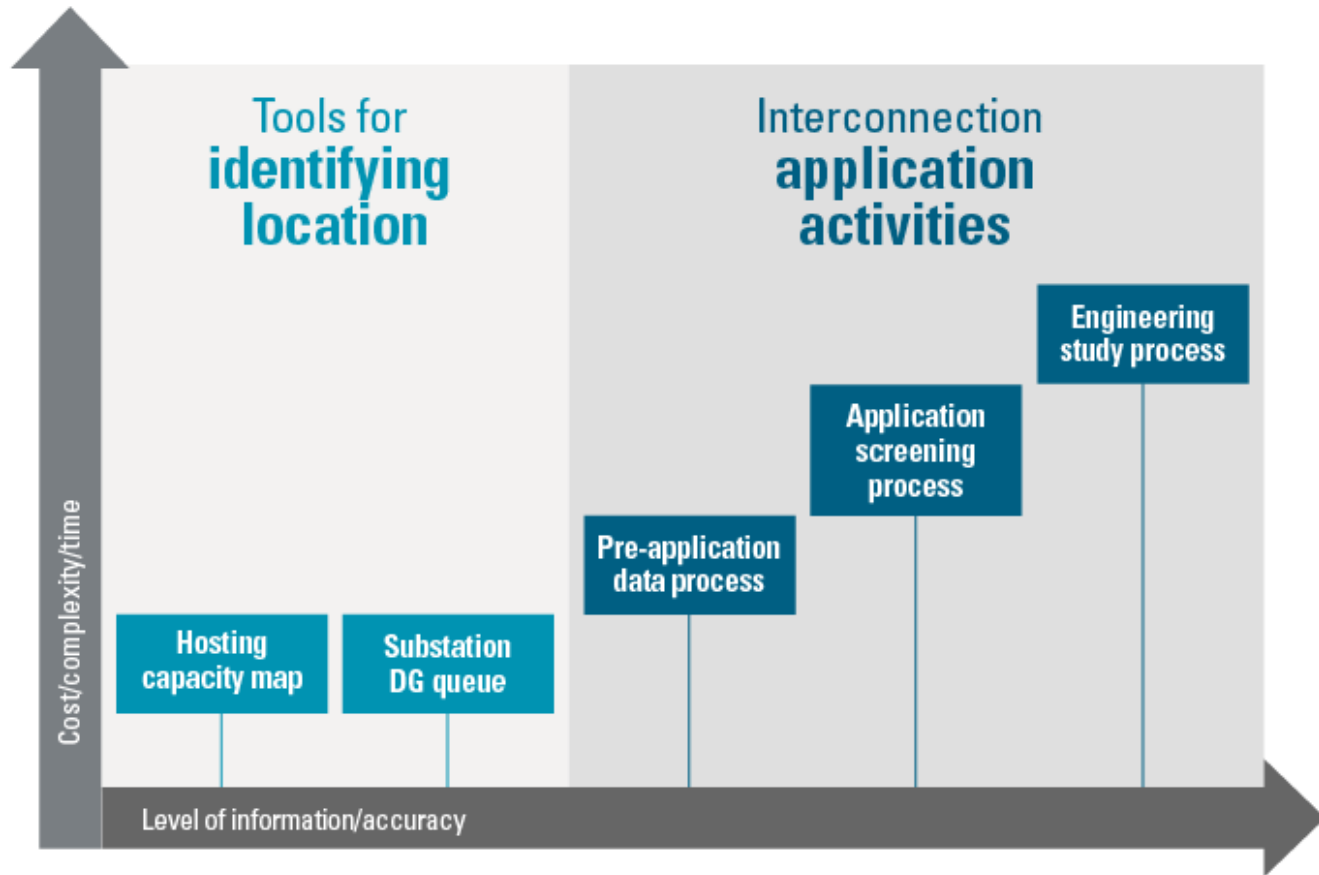 Tools for
identifying
location
Interconnection
application
activities
Engineering
study process
Application
screening
process
Pre-application
data process
Hosting
capacity map
Substation
DG queue
Cost/complexity/time
Level of information/accuracy